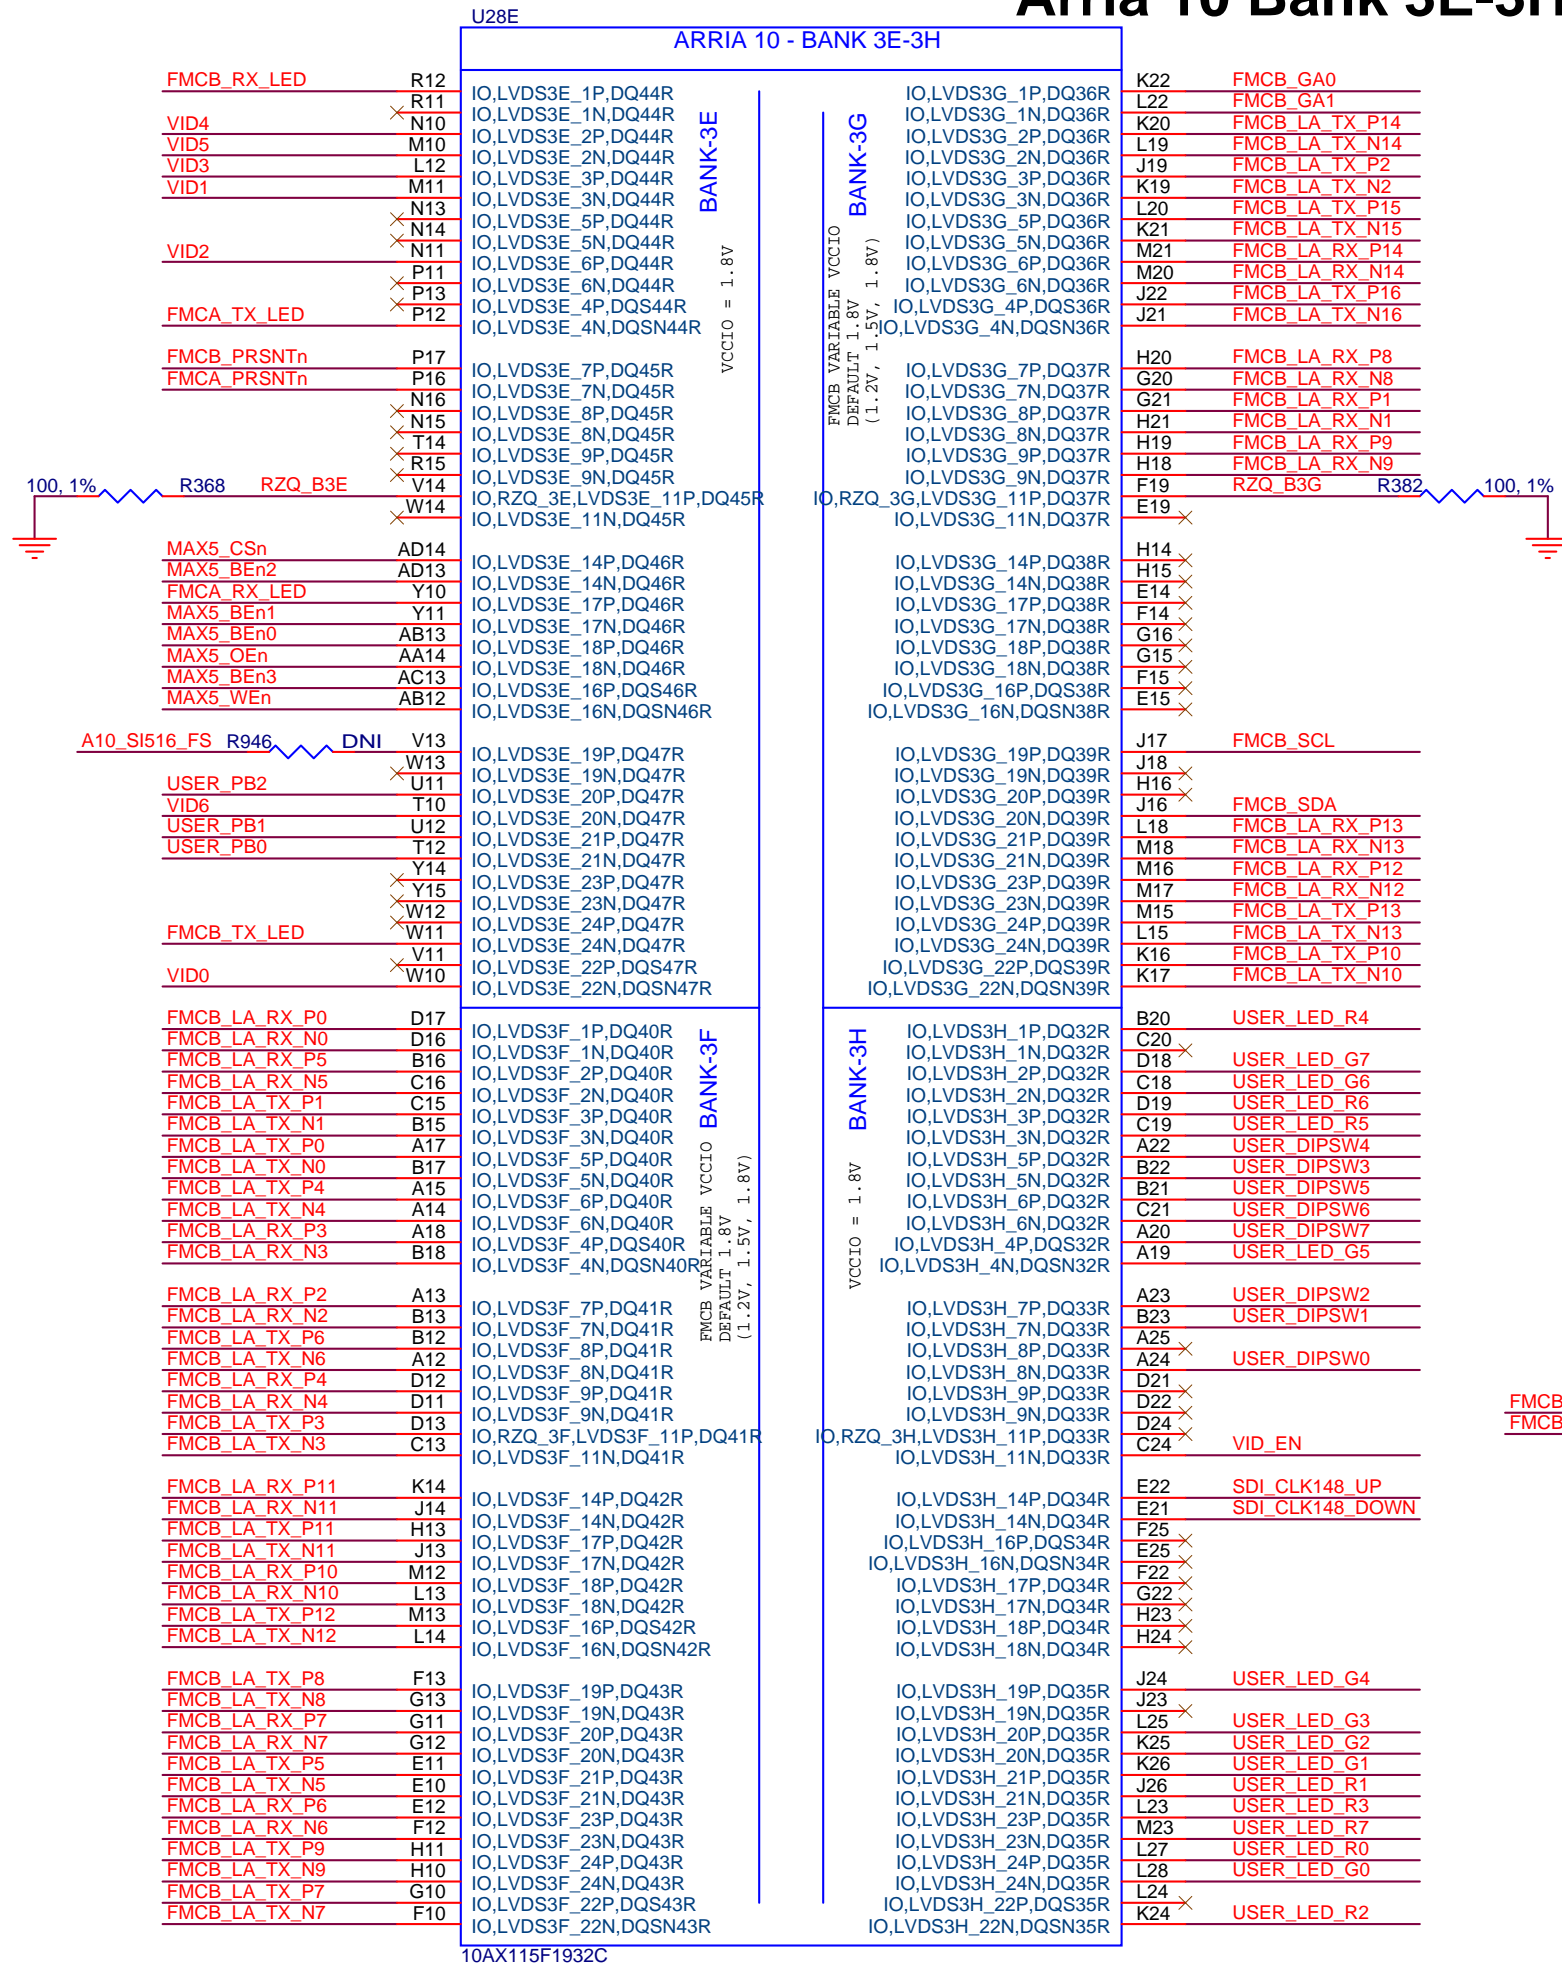 Arria 10 Bank 3E-3H
U28E
ARRIA 10 - BANK 3E-3H
FMCB_RX_LED R12 IO,LVDS3E_1P,DQ44R
R11 IO,LVDS3E_1N,DQ44R
VID4 N10 IO,LVDS3E_2P,DQ44R
VID5 M10 IO,LVDS3E_2N,DQ44R
VID3 L12 IO,LVDS3E_3P,DQ44R
VID1 M11 IO,LVDS3E_3N,DQ44R
N13 IO,LVDS3E_5P,DQ44R
N14 IO,LVDS3E_5N,DQ44R
VID2 N11 IO,LVDS3E_6P,DQ44R
P11 IO,LVDS3E_6N,DQ44R
P13 IO,LVDS3E_4P,DQS44R
FMCA_TX_LED P12 IO,LVDS3E_4N,DQSN44R
FMCB_PRSNTn P17 IO,LVDS3E_7P,DQ45R
FMCA_PRSNTn P16 IO,LVDS3E_7N,DQ45R
N16 IO,LVDS3E_8P,DQ45R
N15 IO,LVDS3E_8N,DQ45R
T14 IO,LVDS3E_9P,DQ45R
R15 IO,LVDS3E_9N,DQ45R
100, 1% R368 RZQ_B3E V14 IO,RZQ_3E,LVDS3E_11P,DQ45R
W14 IO,LVDS3E_11N,DQ45R
MAX5_CSn AD14 IO,LVDS3E_14P,DQ46R
MAX5_BEn2 AD13 IO,LVDS3E_14N,DQ46R
FMCA_RX_LED Y10 IO,LVDS3E_17P,DQ46R
MAX5_BEn1 Y11 IO,LVDS3E_17N,DQ46R
MAX5_BEn0 AB13 IO,LVDS3E_18P,DQ46R
MAX5_OEn AA14 IO,LVDS3E_18N,DQ46R
MAX5_BEn3 AC13 IO,LVDS3E_16P,DQS46R
MAX5_WEn AB12 IO,LVDS3E_16N,DQSN46R
A10_SI516_FS R946 DNI V13 IO,LVDS3E_19P,DQ47R
W13 IO,LVDS3E_19N,DQ47R
USER_PB2 U11 IO,LVDS3E_20P,DQ47R
VID6 T10 IO,LVDS3E_20N,DQ47R
USER_PB1 U12 IO,LVDS3E_21P,DQ47R
USER_PB0 T12 IO,LVDS3E_21N,DQ47R
Y14 IO,LVDS3E_23P,DQ47R
Y15 IO,LVDS3E_23N,DQ47R
W12 IO,LVDS3E_24P,DQ47R
FMCB_TX_LED W11 IO,LVDS3E_24N,DQ47R
V11 IO,LVDS3E_22P,DQS47R
VID0 W10 IO,LVDS3E_22N,DQSN47R
BANK-3E
VCCIO = 1.8V
FMCB_LA_RX_P0 D17 IO,LVDS3F_1P,DQ40R
FMCB_LA_RX_N0 D16 IO,LVDS3F_1N,DQ40R
FMCB_LA_RX_P5 B16 IO,LVDS3F_2P,DQ40R
FMCB_LA_RX_N5 C16 IO,LVDS3F_2N,DQ40R
FMCB_LA_TX_P1 C15 IO,LVDS3F_3P,DQ40R
FMCB_LA_TX_N1 B15 IO,LVDS3F_3N,DQ40R
FMCB_LA_TX_P0 A17 IO,LVDS3F_5P,DQ40R
FMCB_LA_TX_N0 B17 IO,LVDS3F_5N,DQ40R
FMCB_LA_TX_P4 A15 IO,LVDS3F_6P,DQ40R
FMCB_LA_TX_N4 A14 IO,LVDS3F_6N,DQ40R
FMCB_LA_RX_P3 A18 IO,LVDS3F_4P,DQS40R
FMCB_LA_RX_N3 B18 IO,LVDS3F_4N,DQSN40R
FMCB_LA_RX_P2 A13 IO,LVDS3F_7P,DQ41R
FMCB_LA_RX_N2 B13 IO,LVDS3F_7N,DQ41R
FMCB_LA_TX_P6 B12 IO,LVDS3F_8P,DQ41R
FMCB_LA_TX_N6 A12 IO,LVDS3F_8N,DQ41R
FMCB_LA_RX_P4 D12 IO,LVDS3F_9P,DQ41R
FMCB_LA_RX_N4 D11 IO,LVDS3F_9N,DQ41R
FMCB_LA_TX_P3 D13 IO,RZQ_3F,LVDS3F_11P,DQ41R
FMCB_LA_TX_N3 C13 IO,LVDS3F_11N,DQ41R
FMCB_LA_RX_P11 K14 IO,LVDS3F_14P,DQ42R
FMCB_LA_RX_N11 J14 IO,LVDS3F_14N,DQ42R
FMCB_LA_TX_P11 H13 IO,LVDS3F_17P,DQ42R
FMCB_LA_TX_N11 J13 IO,LVDS3F_17N,DQ42R
FMCB_LA_RX_P10 M12 IO,LVDS3F_18P,DQ42R
FMCB_LA_RX_N10 L13 IO,LVDS3F_18N,DQ42R
FMCB_LA_TX_P12 M13 IO,LVDS3F_16P,DQS42R
FMCB_LA_TX_N12 L14 IO,LVDS3F_16N,DQSN42R
FMCB_LA_TX_P8 F13 IO,LVDS3F_19P,DQ43R
FMCB_LA_TX_N8 G13 IO,LVDS3F_19N,DQ43R
FMCB_LA_RX_P7 G11 IO,LVDS3F_20P,DQ43R
FMCB_LA_RX_N7 G12 IO,LVDS3F_20N,DQ43R
FMCB_LA_TX_P5 E11 IO,LVDS3F_21P,DQ43R
FMCB_LA_TX_N5 E10 IO,LVDS3F_21N,DQ43R
FMCB_LA_RX_P6 E12 IO,LVDS3F_23P,DQ43R
FMCB_LA_RX_N6 F12 IO,LVDS3F_23N,DQ43R
FMCB_LA_TX_P9 H11 IO,LVDS3F_24P,DQ43R
FMCB_LA_TX_N9 H10 IO,LVDS3F_24N,DQ43R
FMCB_LA_TX_P7 G10 IO,LVDS3F_22P,DQS43R
FMCB_LA_TX_N7 F10 IO,LVDS3F_22N,DQSN43R
BANK-3F
FMCB VARIABLE VCCIO
DEFAULT 1.8V
(1.2V, 1.5V, 1.8V)
BANK-3G
FMCB VARIABLE VCCIO
DEFAULT 1.8V
(1.2V, 1.5V, 1.8V)
IO,LVDS3G_1P,DQ36R K22 FMCB_GA0
IO,LVDS3G_1N,DQ36R L22 FMCB_GA1
IO,LVDS3G_2P,DQ36R K20 FMCB_LA_TX_P14
IO,LVDS3G_2N,DQ36R L19 FMCB_LA_TX_N14
IO,LVDS3G_3P,DQ36R J19 FMCB_LA_TX_P2
IO,LVDS3G_3N,DQ36R K19 FMCB_LA_TX_N2
IO,LVDS3G_5P,DQ36R L20 FMCB_LA_TX_P15
IO,LVDS3G_5N,DQ36R K21 FMCB_LA_TX_N15
IO,LVDS3G_6P,DQ36R M21 FMCB_LA_RX_P14
IO,LVDS3G_6N,DQ36R M20 FMCB_LA_RX_N14
IO,LVDS3G_4P,DQS36R J22 FMCB_LA_TX_P16
IO,LVDS3G_4N,DQSN36R J21 FMCB_LA_TX_N16
IO,LVDS3G_7P,DQ37R H20 FMCB_LA_RX_P8
IO,LVDS3G_7N,DQ37R G20 FMCB_LA_RX_N8
IO,LVDS3G_8P,DQ37R G21 FMCB_LA_RX_P1
IO,LVDS3G_8N,DQ37R H21 FMCB_LA_RX_N1
IO,LVDS3G_9P,DQ37R H19 FMCB_LA_RX_P9
IO,LVDS3G_9N,DQ37R H18 FMCB_LA_RX_N9
IO,RZQ_3G,LVDS3G_11P,DQ37R F19 RZQ_B3G R382 100, 1%
IO,LVDS3G_11N,DQ37R E19
IO,LVDS3G_14P,DQ38R H14
IO,LVDS3G_14N,DQ38R H15
IO,LVDS3G_17P,DQ38R E14
IO,LVDS3G_17N,DQ38R F14
IO,LVDS3G_18P,DQ38R G16
IO,LVDS3G_18N,DQ38R G15
IO,LVDS3G_16P,DQS38R F15
IO,LVDS3G_16N,DQSN38R E15
IO,LVDS3G_19P,DQ39R J17 FMCB_SCL
IO,LVDS3G_19N,DQ39R J18
IO,LVDS3G_20P,DQ39R H16
IO,LVDS3G_20N,DQ39R J16 FMCB_SDA
IO,LVDS3G_21P,DQ39R L18 FMCB_LA_RX_P13
IO,LVDS3G_21N,DQ39R M18 FMCB_LA_RX_N13
IO,LVDS3G_23P,DQ39R M16 FMCB_LA_RX_P12
IO,LVDS3G_23N,DQ39R M17 FMCB_LA_RX_N12
IO,LVDS3G_24P,DQ39R M15 FMCB_LA_TX_P13
IO,LVDS3G_24N,DQ39R L15 FMCB_LA_TX_N13
IO,LVDS3G_22P,DQS39R K16 FMCB_LA_TX_P10
IO,LVDS3G_22N,DQSN39R K17 FMCB_LA_TX_N10
BANK-3H
VCCIO = 1.8V
IO,LVDS3H_1P,DQ32R B20 USER_LED_R4
IO,LVDS3H_1N,DQ32R C20
IO,LVDS3H_2P,DQ32R D18 USER_LED_G7
IO,LVDS3H_2N,DQ32R C18 USER_LED_G6
IO,LVDS3H_3P,DQ32R D19 USER_LED_R6
IO,LVDS3H_3N,DQ32R C19 USER_LED_R5
IO,LVDS3H_5P,DQ32R A22 USER_DIPSW4
IO,LVDS3H_5N,DQ32R B22 USER_DIPSW3
IO,LVDS3H_6P,DQ32R B21 USER_DIPSW5
IO,LVDS3H_6N,DQ32R C21 USER_DIPSW6
IO,LVDS3H_4P,DQS32R A20 USER_DIPSW7
IO,LVDS3H_4N,DQSN32R A19 USER_LED_G5
IO,LVDS3H_7P,DQ33R A23 USER_DIPSW2
IO,LVDS3H_7N,DQ33R B23 USER_DIPSW1
IO,LVDS3H_8P,DQ33R A25
IO,LVDS3H_8N,DQ33R A24 USER_DIPSW0
IO,LVDS3H_9P,DQ33R D21
IO,LVDS3H_9N,DQ33R D22
IO,RZQ_3H,LVDS3H_11P,DQ33R D24
IO,LVDS3H_11N,DQ33R C24 VID_EN
IO,LVDS3H_14P,DQ34R E22 SDI_CLK148_UP
IO,LVDS3H_14N,DQ34R E21 SDI_CLK148_DOWN
IO,LVDS3H_16P,DQS34R F25
IO,LVDS3H_16N,DQSN34R E25
IO,LVDS3H_17P,DQ34R F22
IO,LVDS3H_17N,DQ34R G22
IO,LVDS3H_18P,DQ34R H23
IO,LVDS3H_18N,DQ34R H24
IO,LVDS3H_19P,DQ35R J24 USER_LED_G4
IO,LVDS3H_19N,DQ35R J23
IO,LVDS3H_20P,DQ35R L25 USER_LED_G3
IO,LVDS3H_20N,DQ35R K25 USER_LED_G2
IO,LVDS3H_21P,DQ35R K26 USER_LED_G1
IO,LVDS3H_21N,DQ35R J26 USER_LED_R1
IO,LVDS3H_23P,DQ35R L23 USER_LED_R3
IO,LVDS3H_23N,DQ35R M23 USER_LED_R7
IO,LVDS3H_24P,DQ35R L27 USER_LED_R0
IO,LVDS3H_24N,DQ35R L28 USER_LED_G0
IO,LVDS3H_22P,DQS35R L24
IO,LVDS3H_22N,DQSN35R K24 USER_LED_R2
FMCB
FMCB
10AX115F1932C